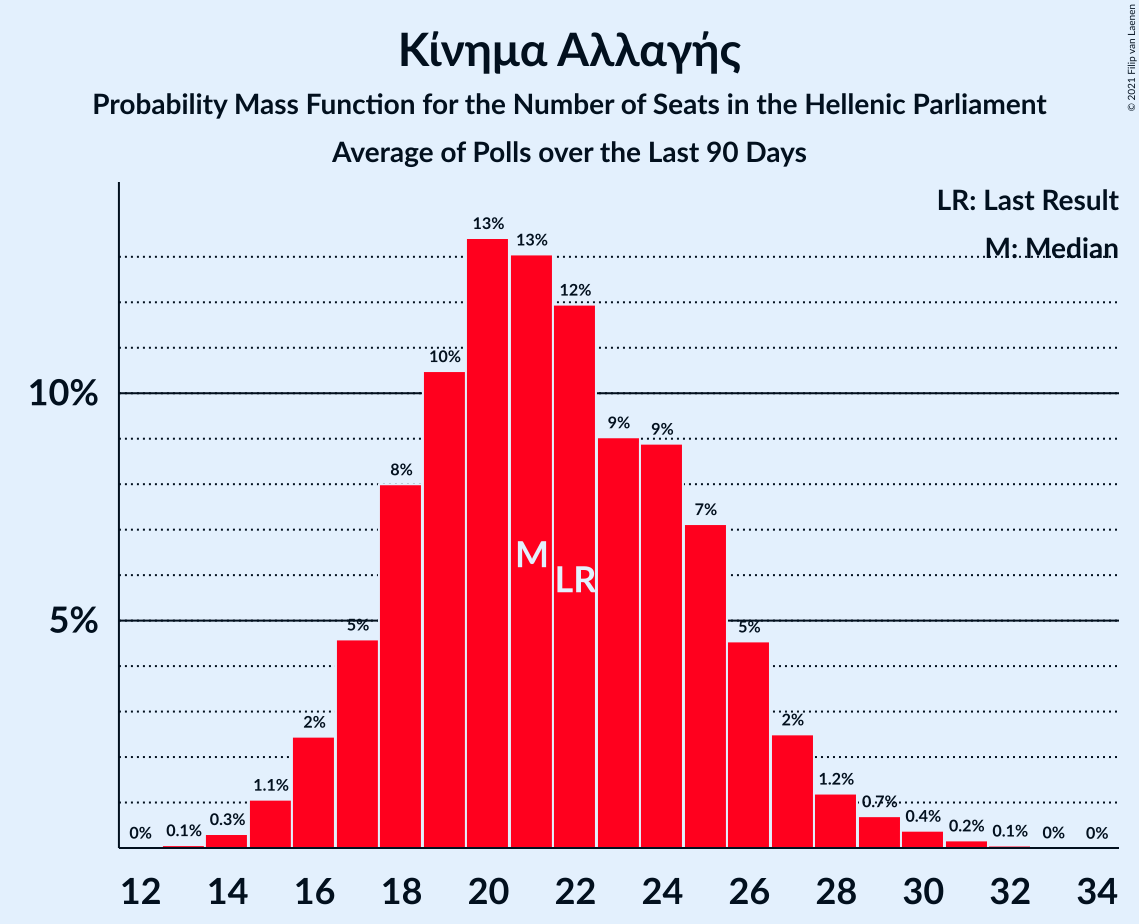 Κίνημα Αλλαγής
Probability Mass Function for the Number of Seats in the Hellenic Parliament
Average of Polls over the Last 90 Days
© 2021 Filip van Laenen
LR: Last Result
M: Median
13%
13%
12%
10%
10%
9%
9%
8%
7%
M
LR
5%
5%
5%
2%
2%
1.1%
1.2%
0.7%
0%
0.1%
0.3%
0.4%
0.2%
0.1%
0%
0%
12 14 16 18 20 22 24 26 28 30 32 34